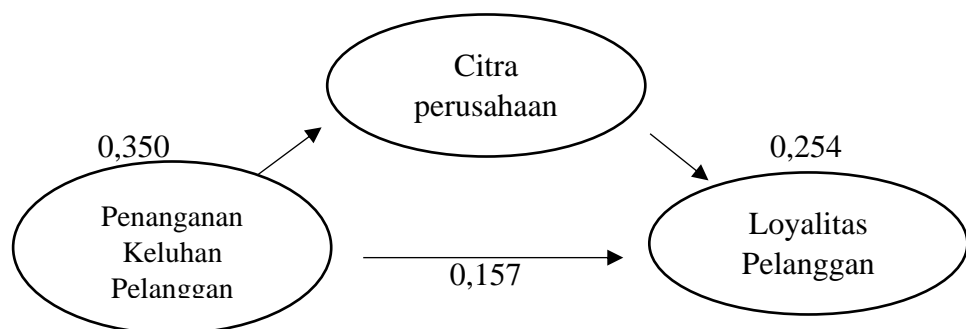 Citra
perusahaan
0,350
0,254
Penanganan
Keluhan
Pelanggan
Loyalitas
Pelanggan
0,157